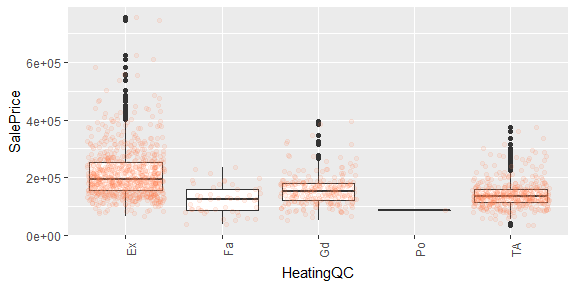 SalePrice
6e+05
4e+05
2e+05
0e+00
Ex
Fa
Gd
Po
TA
HeatingQC